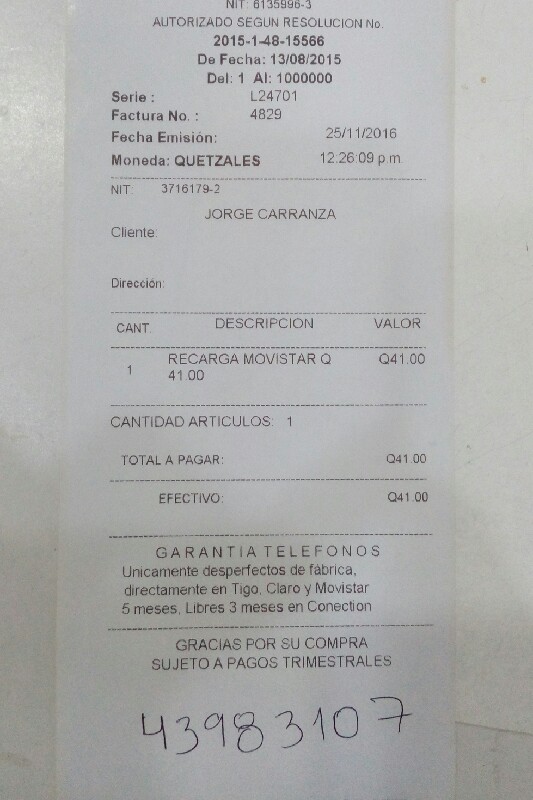 NIT: 6135996-3
AUTORIZADO SEGUN RESOLUCION No.
2015-1-48-15566
De Fecha: 13/08/2015
Del: 1 Al: 1000000
Serie : L24701
Factura No. : 4829
Fecha Emisión: 25/11/2016
Moneda: QUETZALES 12:26:09 p.m.
NIT: 3716179-2
JORGE CARRANZA
Cliente:
Dirección:
CANT. DESCRIPCION VALOR
1 RECARGA MOVISTAR Q Q41.00
41.00
CANTIDAD ARTICULOS: 1
TOTAL A PAGAR: Q41.00
EFECTIVO: Q41.00
GARANTIA TELEFONOS
Unicamente desperfectos de fábrica,
directamente en Tigo, Claro y Movistar
5 meses, Libres 3 meses en Conection
GRACIAS POR SU COMPRA
SUJETO A PAGOS TRIMESTRALES
43983107